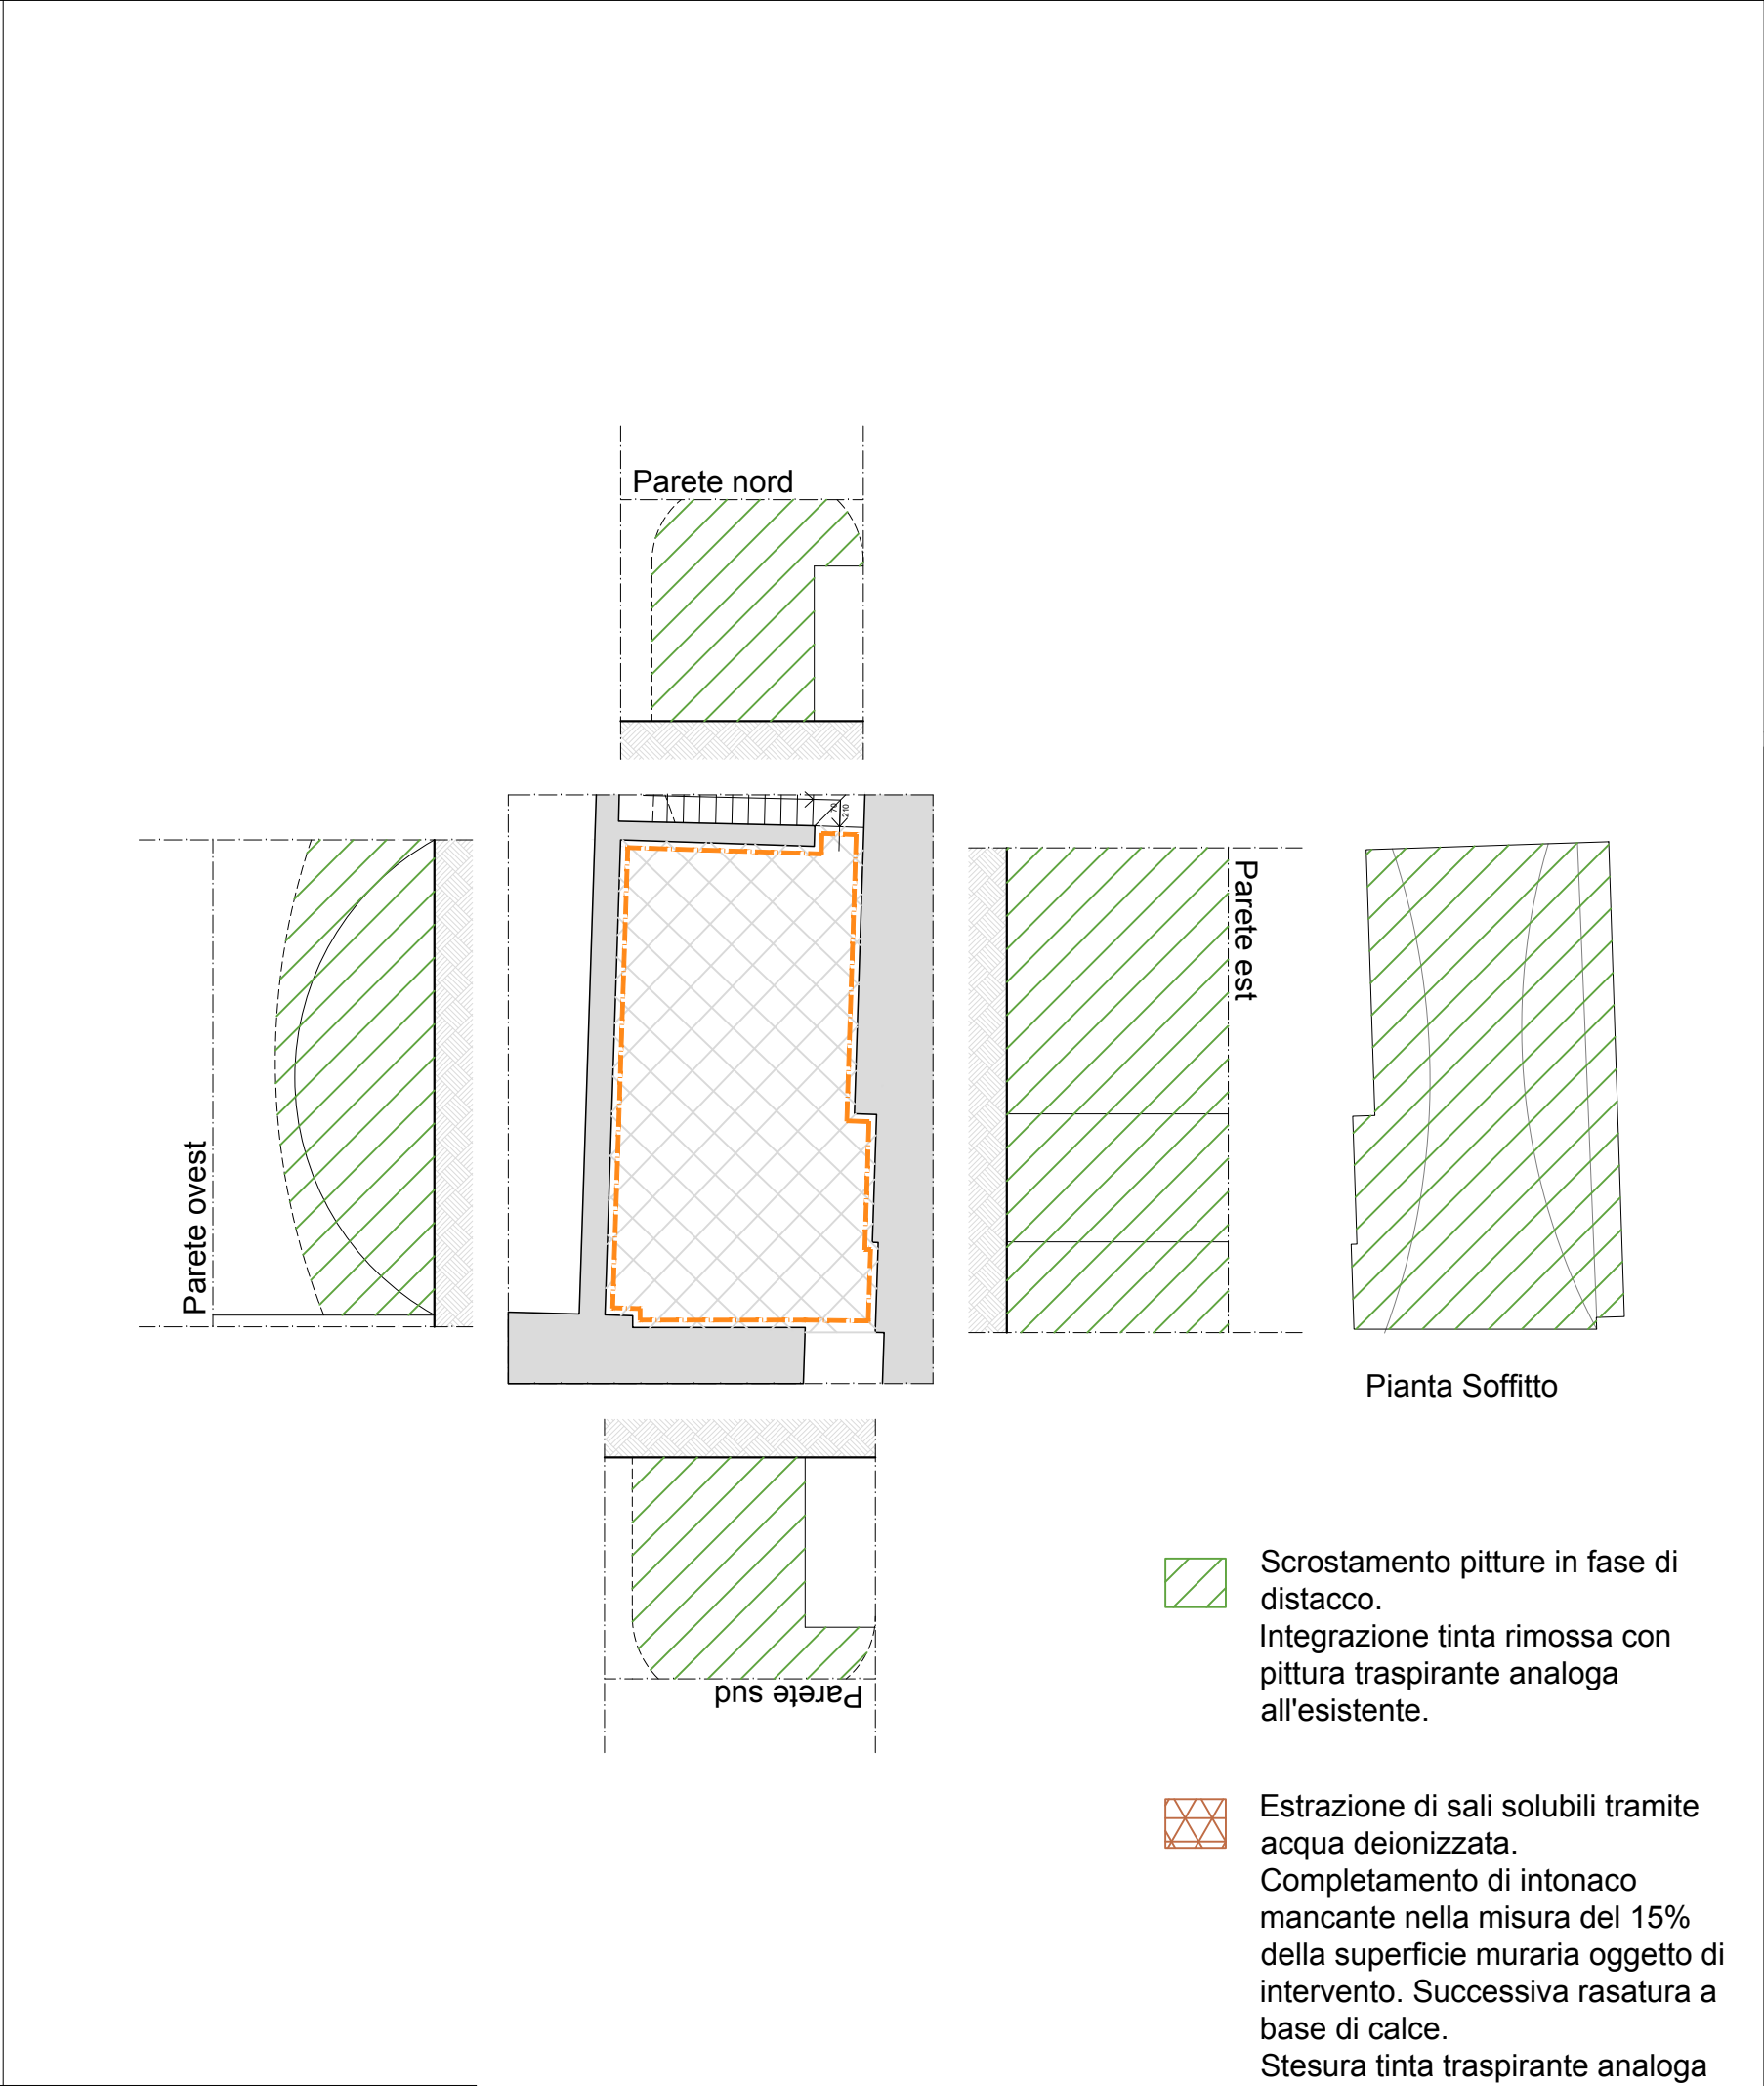 Parete nord
70
210
Parete est
Parete ovest
Pianta Soffitto
Parete sud
Scrostamento pitture in fase di
distacco.
Integrazione tinta rimossa con
pittura traspirante analoga
all'esistente.
Estrazione di sali solubili tramite
acqua deionizzata.
Completamento di intonaco
mancante nella misura del 15%
della superficie muraria oggetto di
intervento. Successiva rasatura a
base di calce.
Stesura tinta traspirante analoga